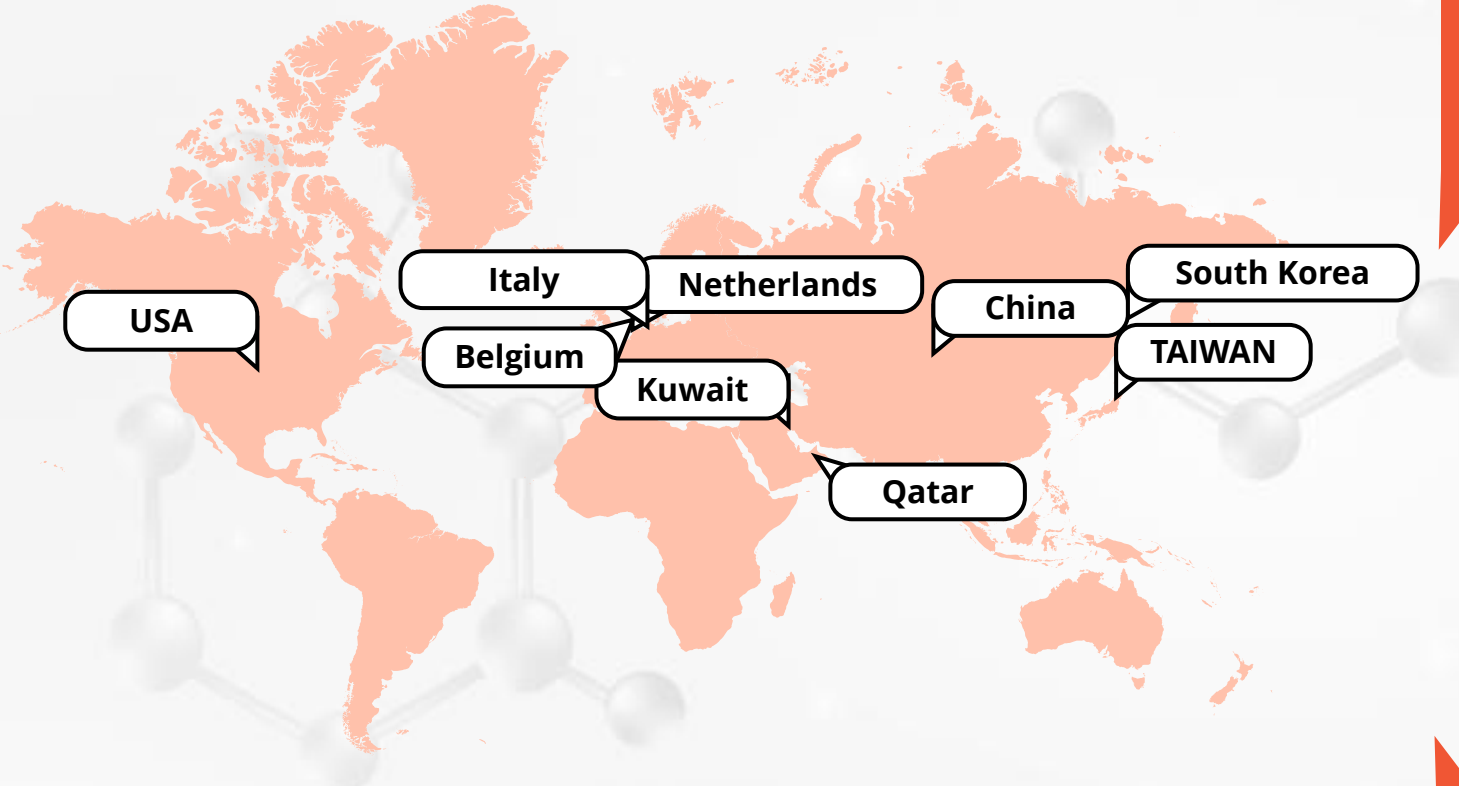 South Korea
Italy
Netherlands
China
USA
TAIWAN
Belgium
Kuwait
Qatar